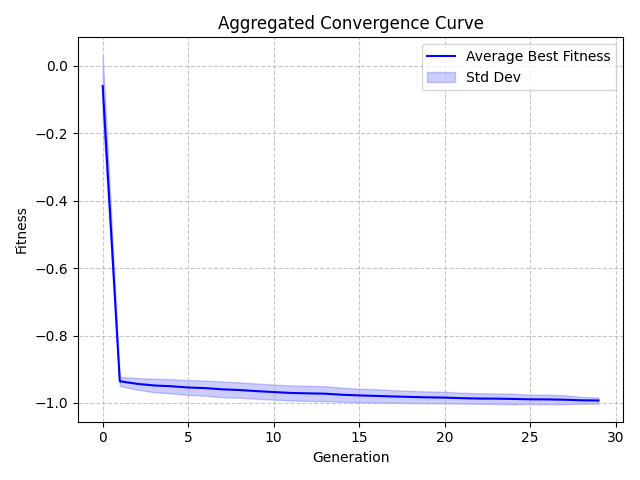 Aggregated Convergence Curve
Average Best Fitness
Std Dev
Fitness
0.0
−0.2
−0.4
−0.6
−0.8
−1.0
0 5 10 15 20 25 30
Generation